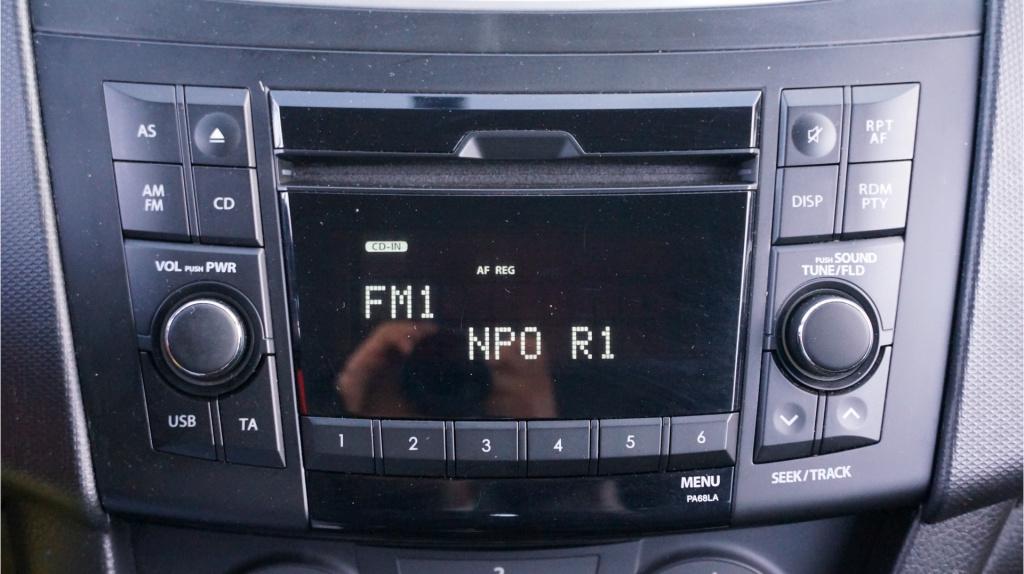 AS
AM
FM
CD
VOL PUSH PWR
USB
TA
CD-IN
AF REG
FM1
NPO R1
1
2
3
4
5
6
MENU
PA68LA
RPT
AF
DISP
RDM
PTY
PUSH SOUND
TUNE/FLD
SEEK/TRACK